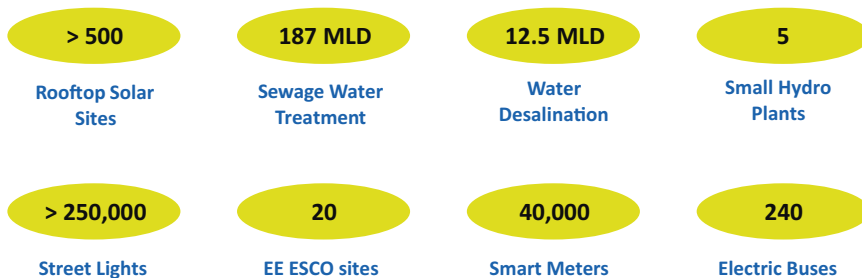 > 500
187 MLD
12.5 MLD
5
Rooftop Solar
Sites
Sewage Water
Treatment
Water
Desalination
Small Hydro
Plants
> 250,000
20
40,000
240
Street Lights
EE ESCO sites
Smart Meters
Electric Buses